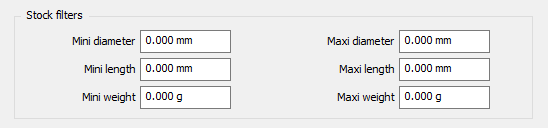 Stock filters
Mini diameter 0.000 mm Maxi diameter 0.000 mm
Mini length 0.000 mm Maxi length 0.000 mm
Mini weight 0.000 g Maxi weight 0.000 g